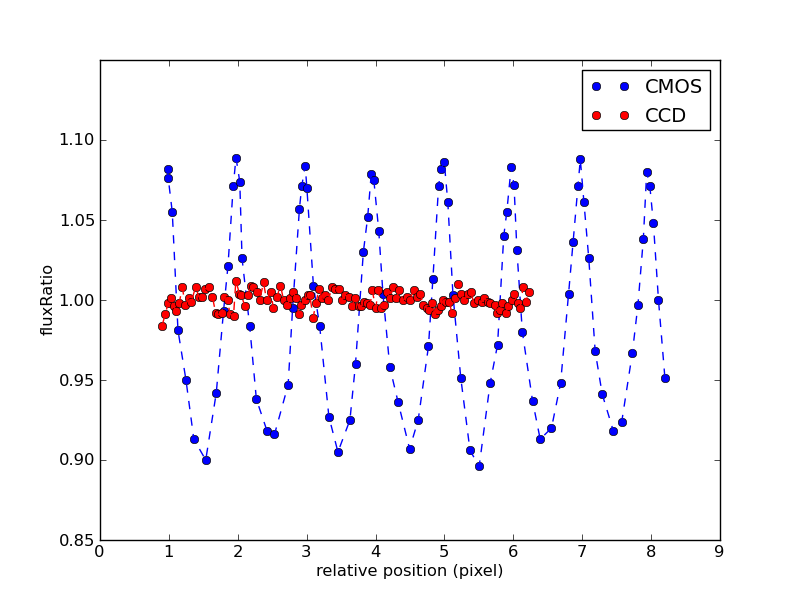 CMOS
CCD
1.10
1.05
1.00
0.95
0.90
0.85
fluxRatio
0 1 2 3 4 5 6 7 8 9
relative position (pixel)